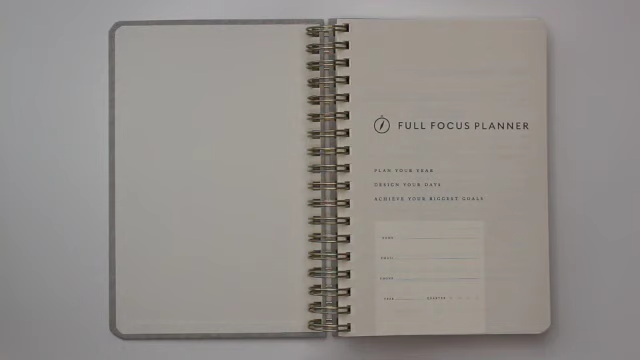 FULL FOCUS PLANNER
PLAN YOUR YEAR
DESIGN YOUR DAYS
ACHIEVE YOUR BIGGEST GOALS
NAME
EMAIL
PHONE
YEAR QUARTER